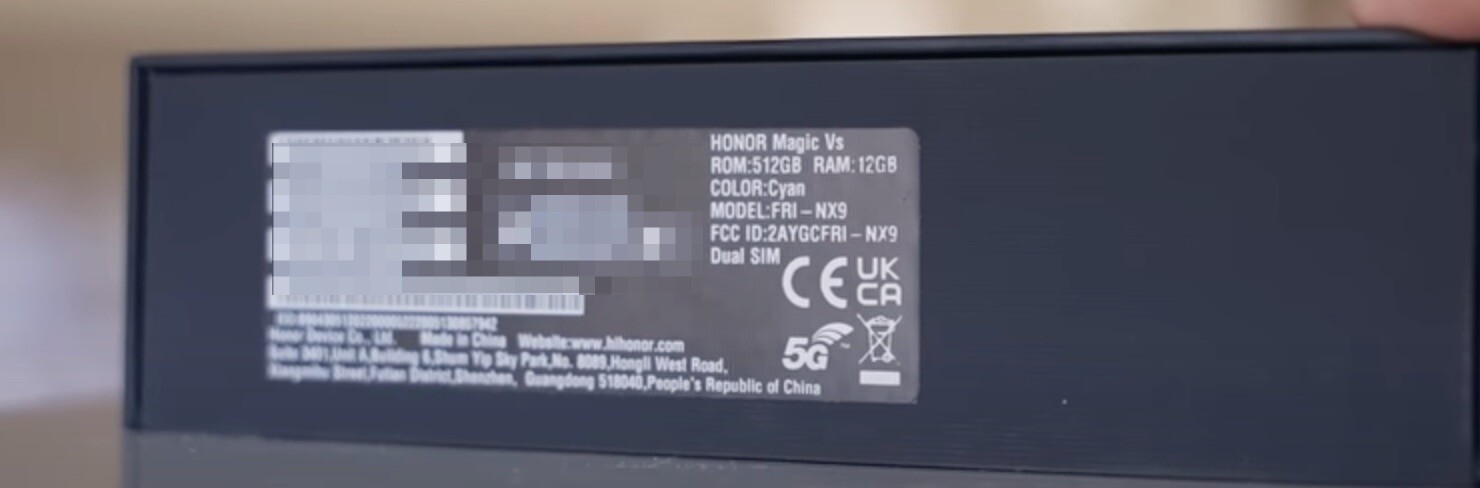 HONOR Magic Vs
ROM:512GB RAM:12GB
COLOR:Cyan
MODEL:FRI-NX9
FCC ID:2AYGCFRI-NX9
Dual SIM
CE UK
CA
5G
Honor Device Co., Ltd. Made in China Website:www.hihonor.com
Suite 3401,Unit A,Building 6,Shum Yip Sky Park,No. 8089,Hongli West Road,
Xiangmihu Street,Futian District,Shenzhen, Guangdong 518040,People's Republic of China